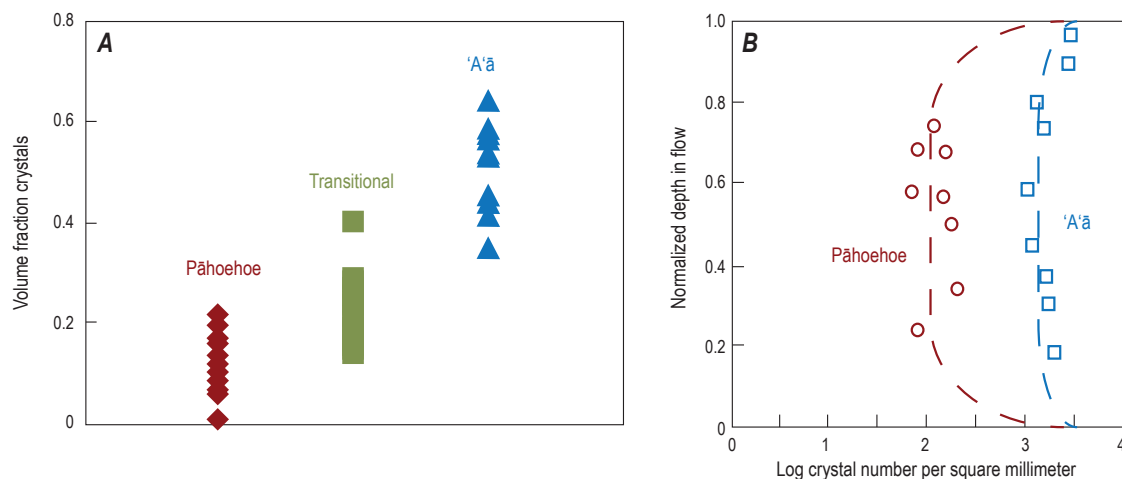 A
0.8
0.6
0.4
0.2
0
Volume fraction crystals
Pāhoehoe
Transitional
ʻAʻā
B
1.0
0.8
0.6
0.4
0.2
0
Normalized depth in flow
Pāhoehoe
ʻAʻā
0 1 2 3 4
Log crystal number per square millimeter